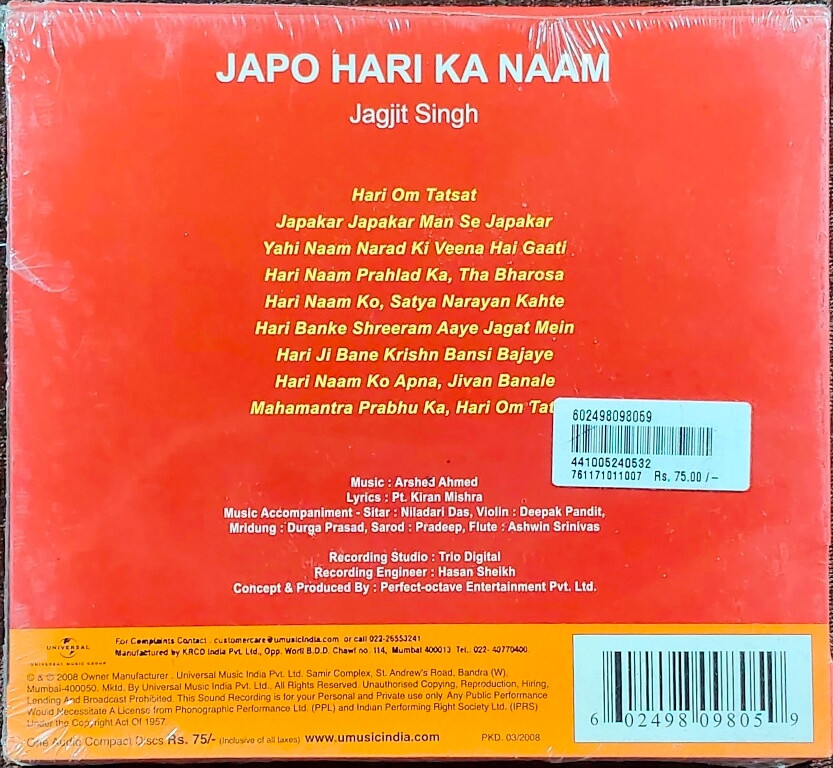 JAPO HARI KA NAAM
Jagjit Singh
Hari Om Tatsat
Japakar Japakar Man Se Japakar
Yahi Naam Narad Ki Veena Hai Gaati
Hari Naam Prahlad Ka, Tha Bharosa
Hari Naam Ko, Satya Narayan Kahte
Hari Banke Shreeram Aaye Jagat Mein
Hari Ji Bane Krishn Bansi Bajaye
Hari Naam Ko Apna, Jivan Banale
Mahamantra Prabhu Ka, Hari Om Tat
602498098059
441005240532
761171011007 Rs. 75.00 /-
Music : Arshed Ahmed
Lyrics : Pt. Kiran Mishra
Music Accompaniment - Sitar : Niladari Das, Violin : Deepak Pandit,
Mridung : Durga Prasad, Sarod : Pradeep, Flute : Ashwin Srinivas
Recording Studio : Trio Digital
Recording Engineer : Hasan Sheikh
Concept & Produced By : Perfect-octave Entertainment Pvt. Ltd.
UNIVERSAL
UNIVERSAL MUSIC GROUP
For Complaints Contact : customercare@umusicindia.com or call 022-26553241
Manufactured by KRCD India Pvt. Ltd., Opp. Worli B.D.D. Chawl no. 114, Mumbai 400013 Tel. 022- 40770400.
℗ & © 2008 Owner Manufacturer . Universal Music India Pvt. Ltd. Samir Complex, St. Andrew's Road, Bandra (W),
Mumbai-400050. Mktd. By Universal Music India Pvt. Ltd., All Rights Reserved. Unauthorised Copying, Reproduction, Hiring,
Lending And Broadcast Prohibited. This Sound Recording is for your Personal and Private use only. Any Public Performance
Would Necessitate A License from Phonographic Performance Ltd. (PPL) and Indian Performing Right Society Ltd. (IPRS)
Under the Copyright Act Of 1957.
One Audio Compact Discs Rs. 75/- (Inclusive of all taxes) www.umusicindia.com PKD. 03/2008
6 02498 09805 9